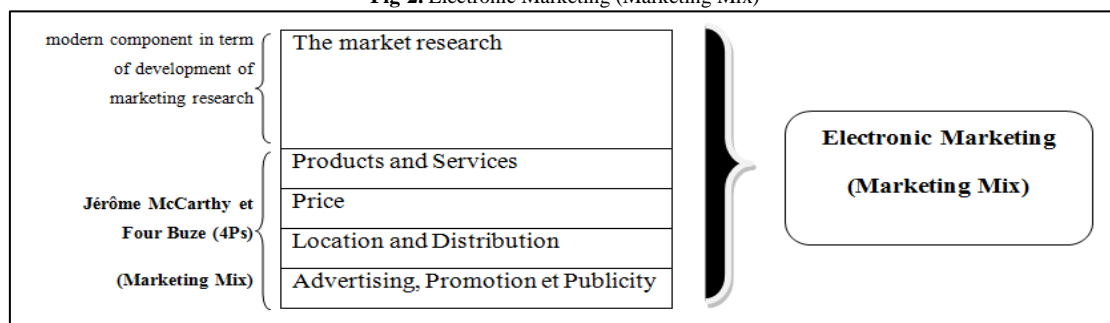 Fig 2. Electronic Marketing (Marketing Mix)
modern component in term
of development of
marketing research
The market research
Products and Services
Jérôme McCarthy et
Four Buze (4Ps)
(Marketing Mix)
Price
Location and Distribution
Advertising, Promotion et Publicity
Electronic Marketing
(Marketing Mix)